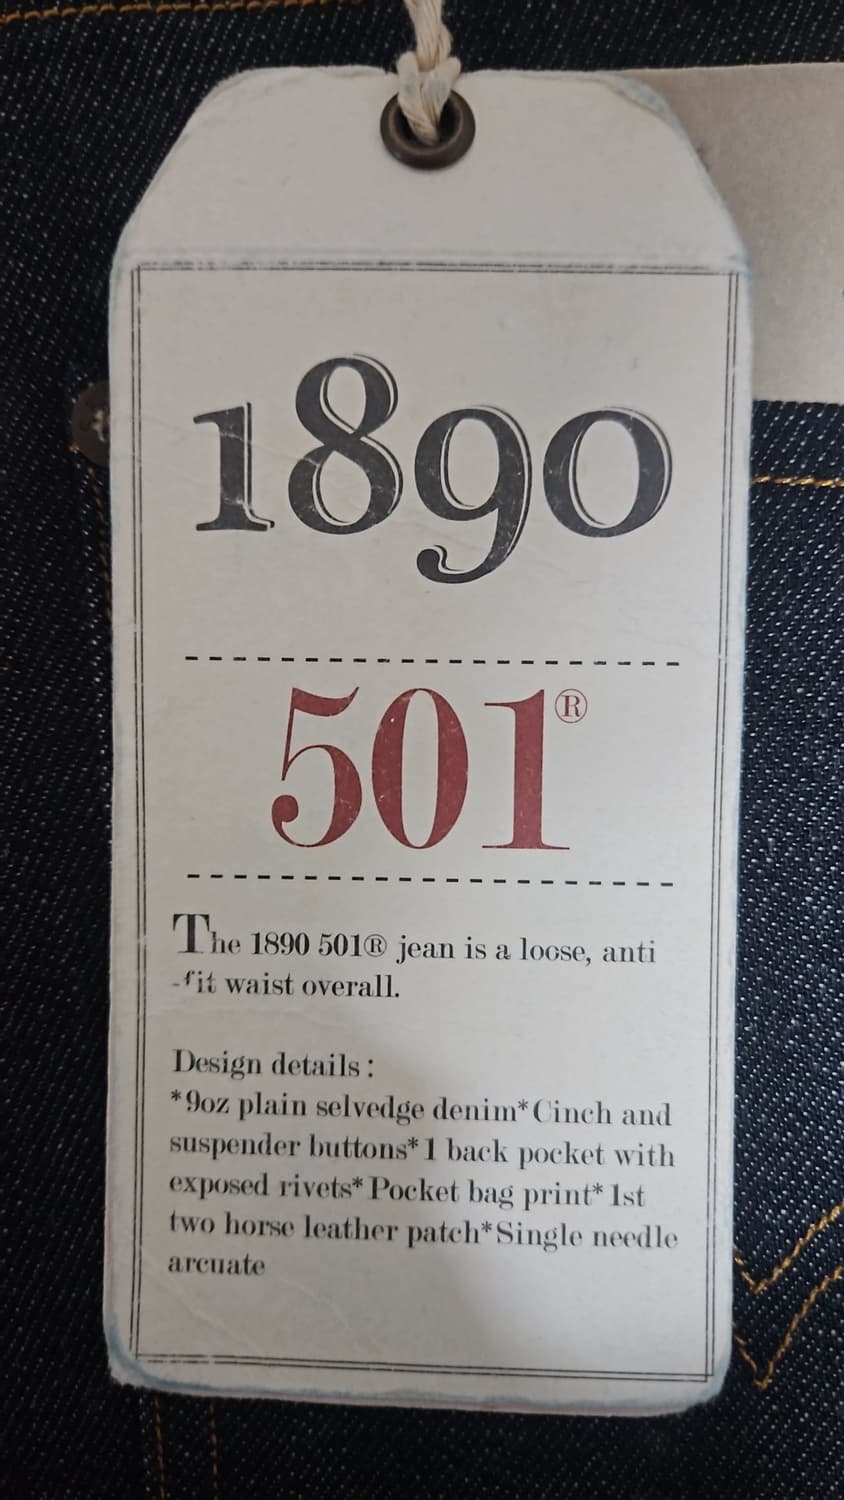 1890
501®
The 1890 501® jean is a loose, anti
-fit waist overall.
Design details:
*9oz plain selvedge denim*Cinch and
suspender buttons*1 back pocket with
exposed rivets*Pocket bag print*1st
two horse leather patch*Single needle
arcuate